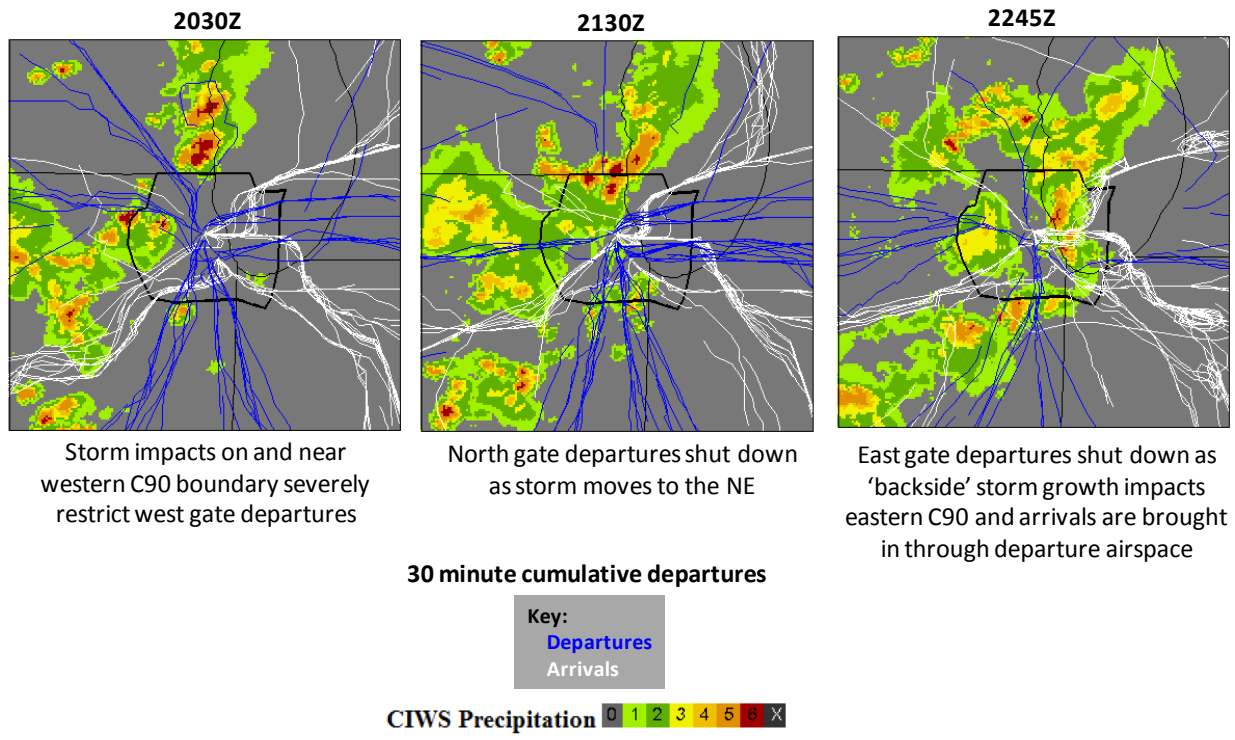 2030Z
2130Z
2245Z
Storm impacts on and near
western C90 boundary severely
restrict west gate departures
North gate departures shut down
as storm moves to the NE
East gate departures shut down as
‘backside’ storm growth impacts
eastern C90 and arrivals are brought
in through departure airspace
30 minute cumulative departures
Key:
Departures
Arrivals
CIWS Precipitation 0 1 2 3 4 5 6 X